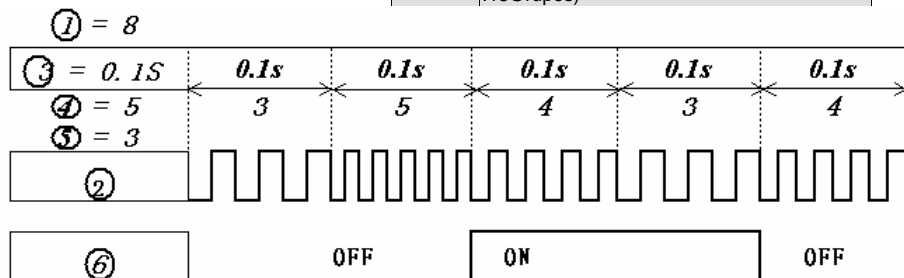 ① = 8
③ = 0.1S 0.1s 0.1s 0.1s 0.1s 0.1s
④ = 5 3 5 4 3 4
⑤ = 3
②
⑥ OFF ON OFF